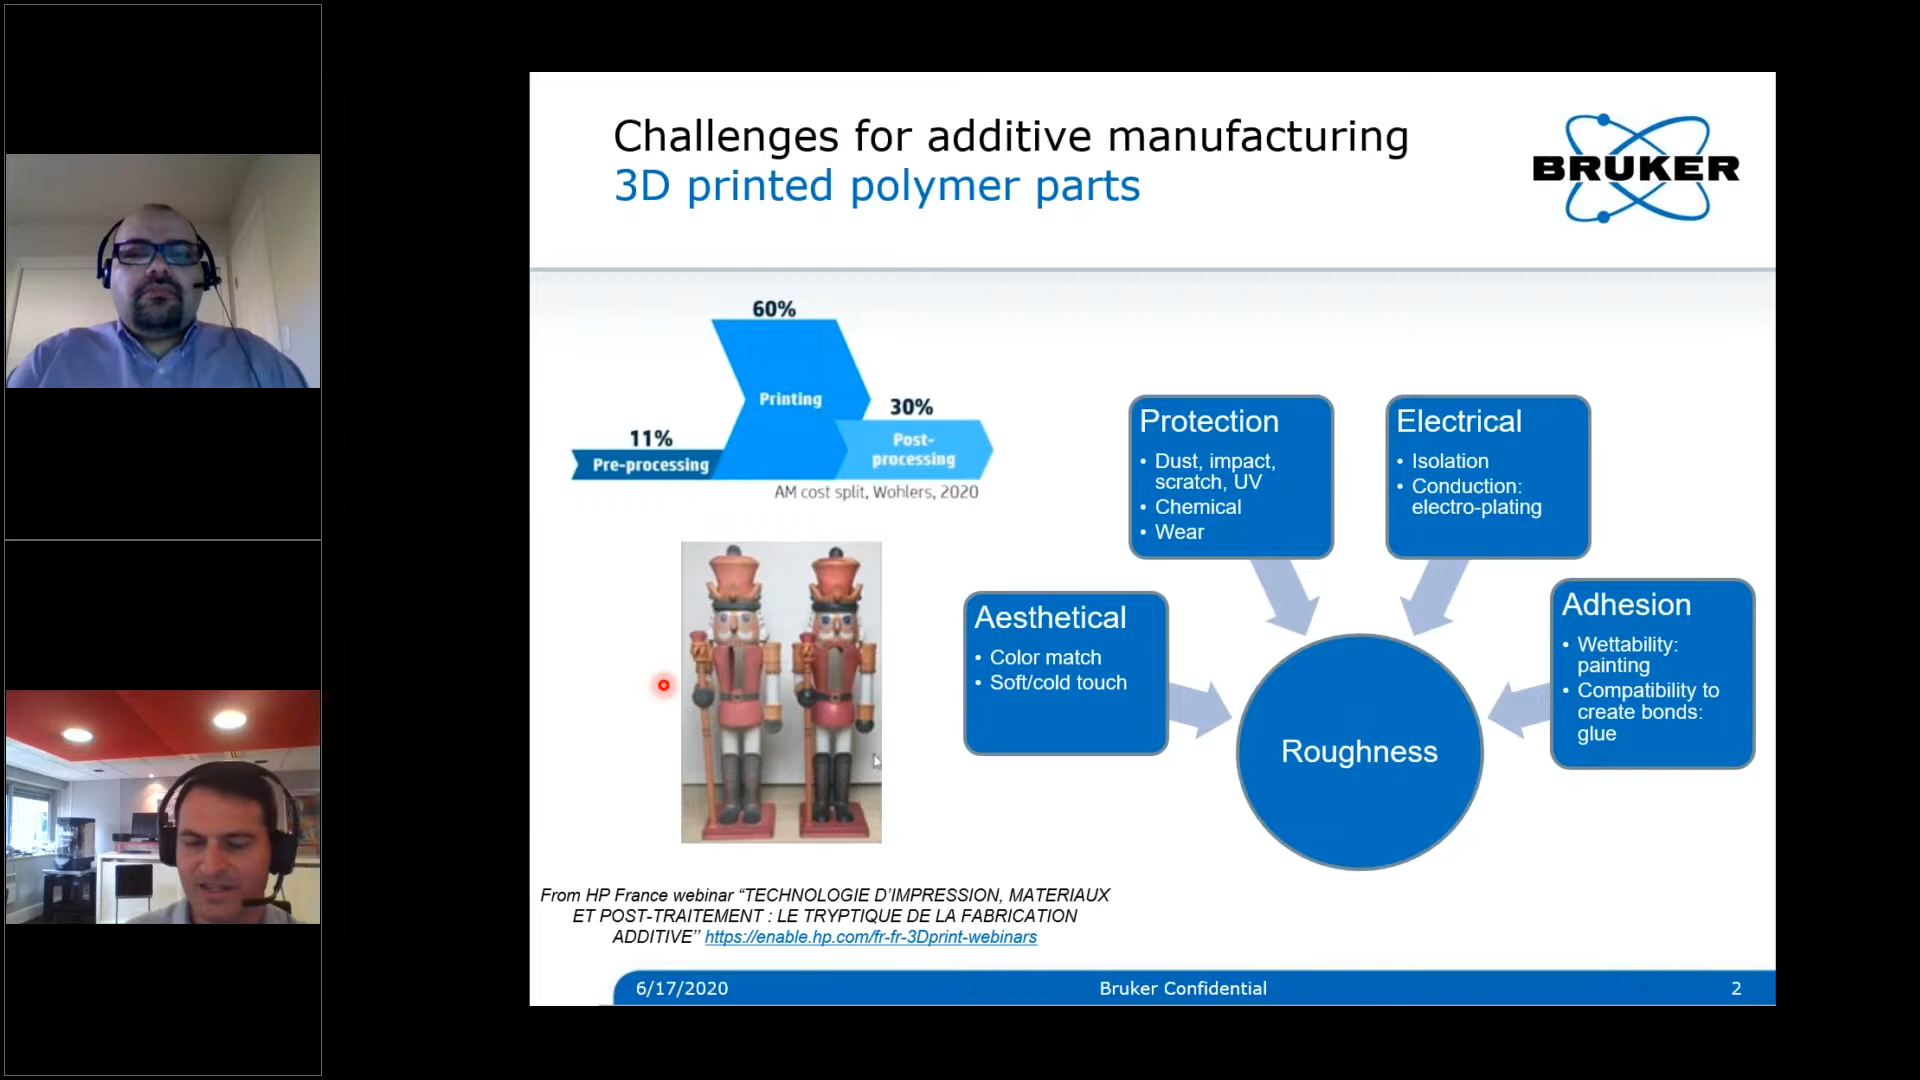 Challenges for additive manufacturing
3D printed polymer parts
BRUKER
60%
Printing
30%
Post-
processing
11%
Pre-processing
AM cost split, Wohlers, 2020
Protection
• Dust, impact,
scratch, UV
• Chemical
• Wear
Electrical
• Isolation
• Conduction:
electro-plating
Aesthetical
• Color match
• Soft/cold touch
Adhesion
• Wettability:
painting
• Compatibility to
create bonds:
glue
Roughness
From HP France webinar “TECHNOLOGIE D’IMPRESSION, MATERIAUX
ET POST-TRAITEMENT : LE TRYPTIQUE DE LA FABRICATION
ADDITIVE’’ https://enable.hp.com/fr-fr-3Dprint-webinars
6/17/2020
Bruker Confidential
2